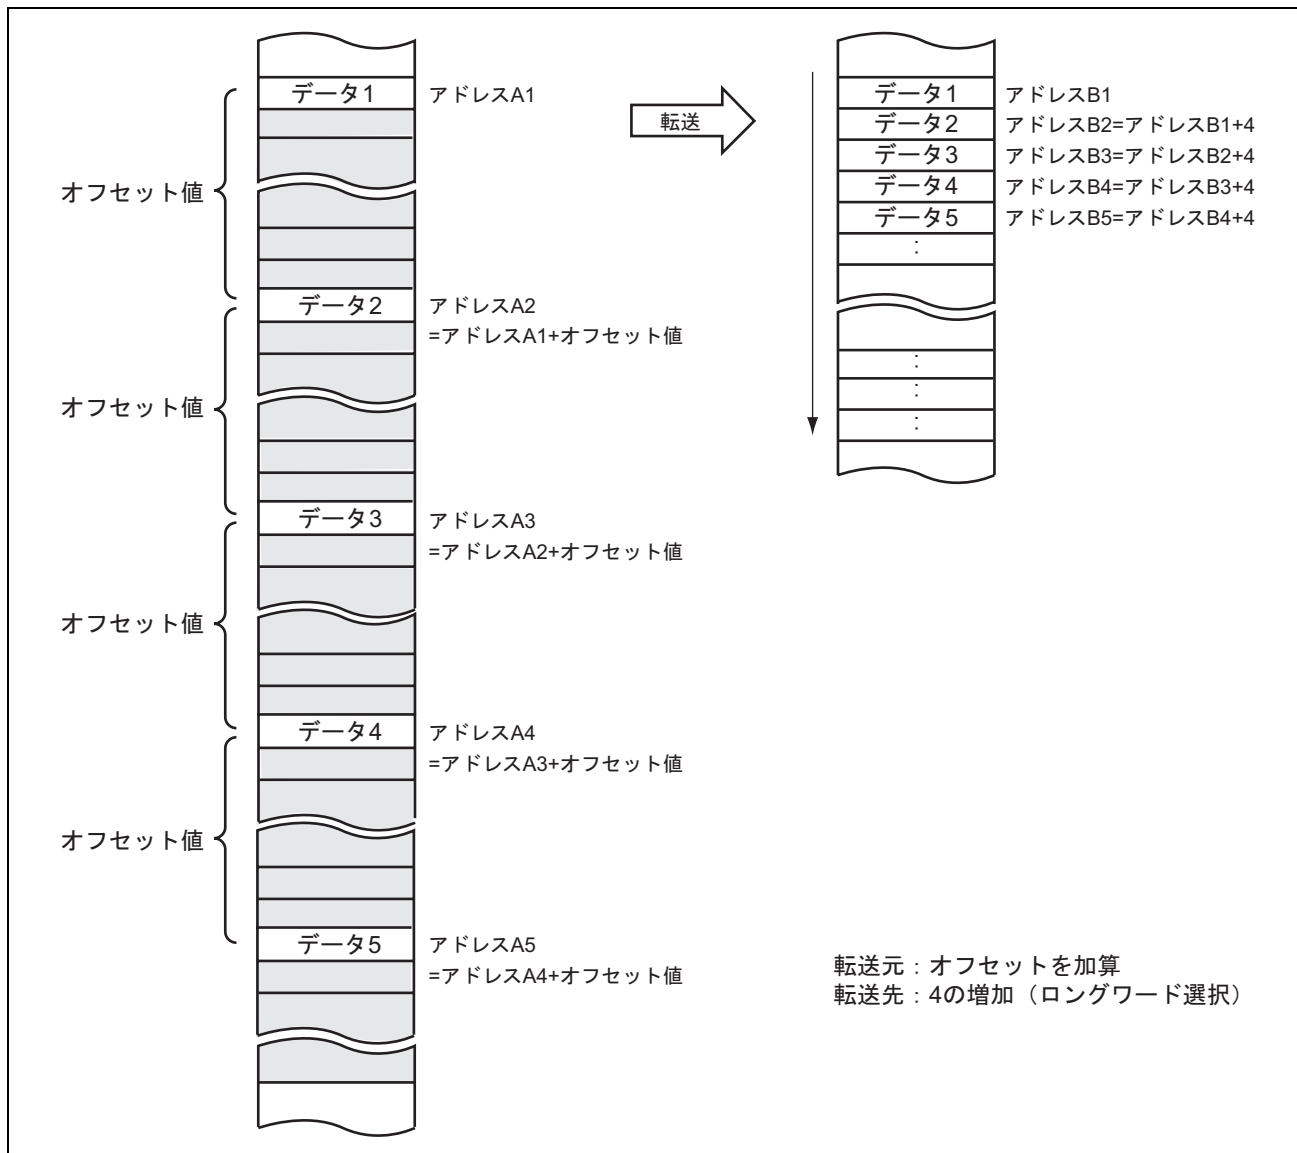 データ1
アドレスA1
オフセット値
データ2
アドレスA2
=アドレスA1+オフセット値
オフセット値
データ3
アドレスA3
=アドレスA2+オフセット値
オフセット値
データ4
アドレスA4
=アドレスA3+オフセット値
オフセット値
データ5
アドレスA5
=アドレスA4+オフセット値
転送
データ1
アドレスB1
データ2
アドレスB2=アドレスB1+4
データ3
アドレスB3=アドレスB2+4
データ4
アドレスB4=アドレスB3+4
データ5
アドレスB5=アドレスB4+4
:
:
:
:
転送元：オフセットを加算
転送先：4の増加（ロングワード選択）